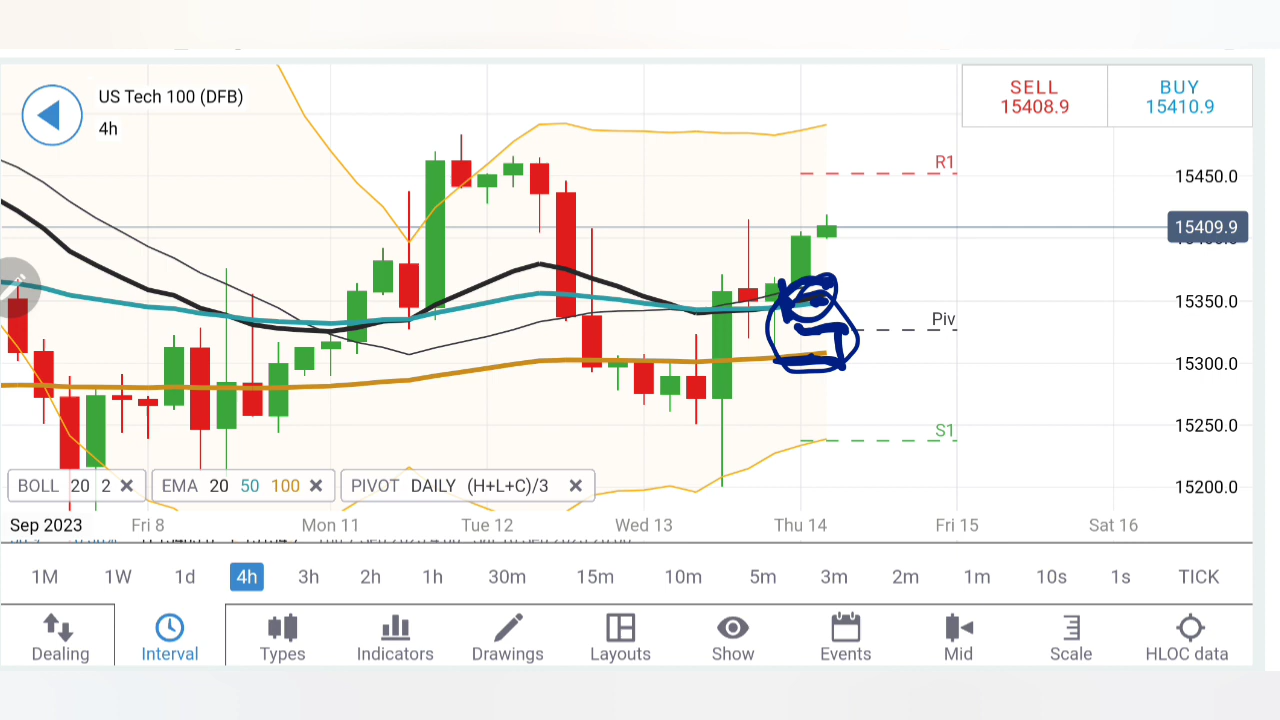 US Tech 100 (DFB)
4h
SELL
15408.9
BUY
15410.9
R1
15450.0
15409.9
15350.0
Piv
15300.0
S1
15250.0
15200.0
BOLL 20 2 ×
EMA 20 50 100 ×
PIVOT DAILY (H+L+C)/3 ×
Sep 2023 Fri 8 Mon 11 Tue 12 Wed 13 Thu 14 Fri 15 Sat 16
1M 1W 1d 4h 3h 2h 1h 30m 15m 10m 5m 3m 2m 1m 10s 1s TICK
Dealing Interval Types Indicators Drawings Layouts Show Events Mid Scale HLOC data